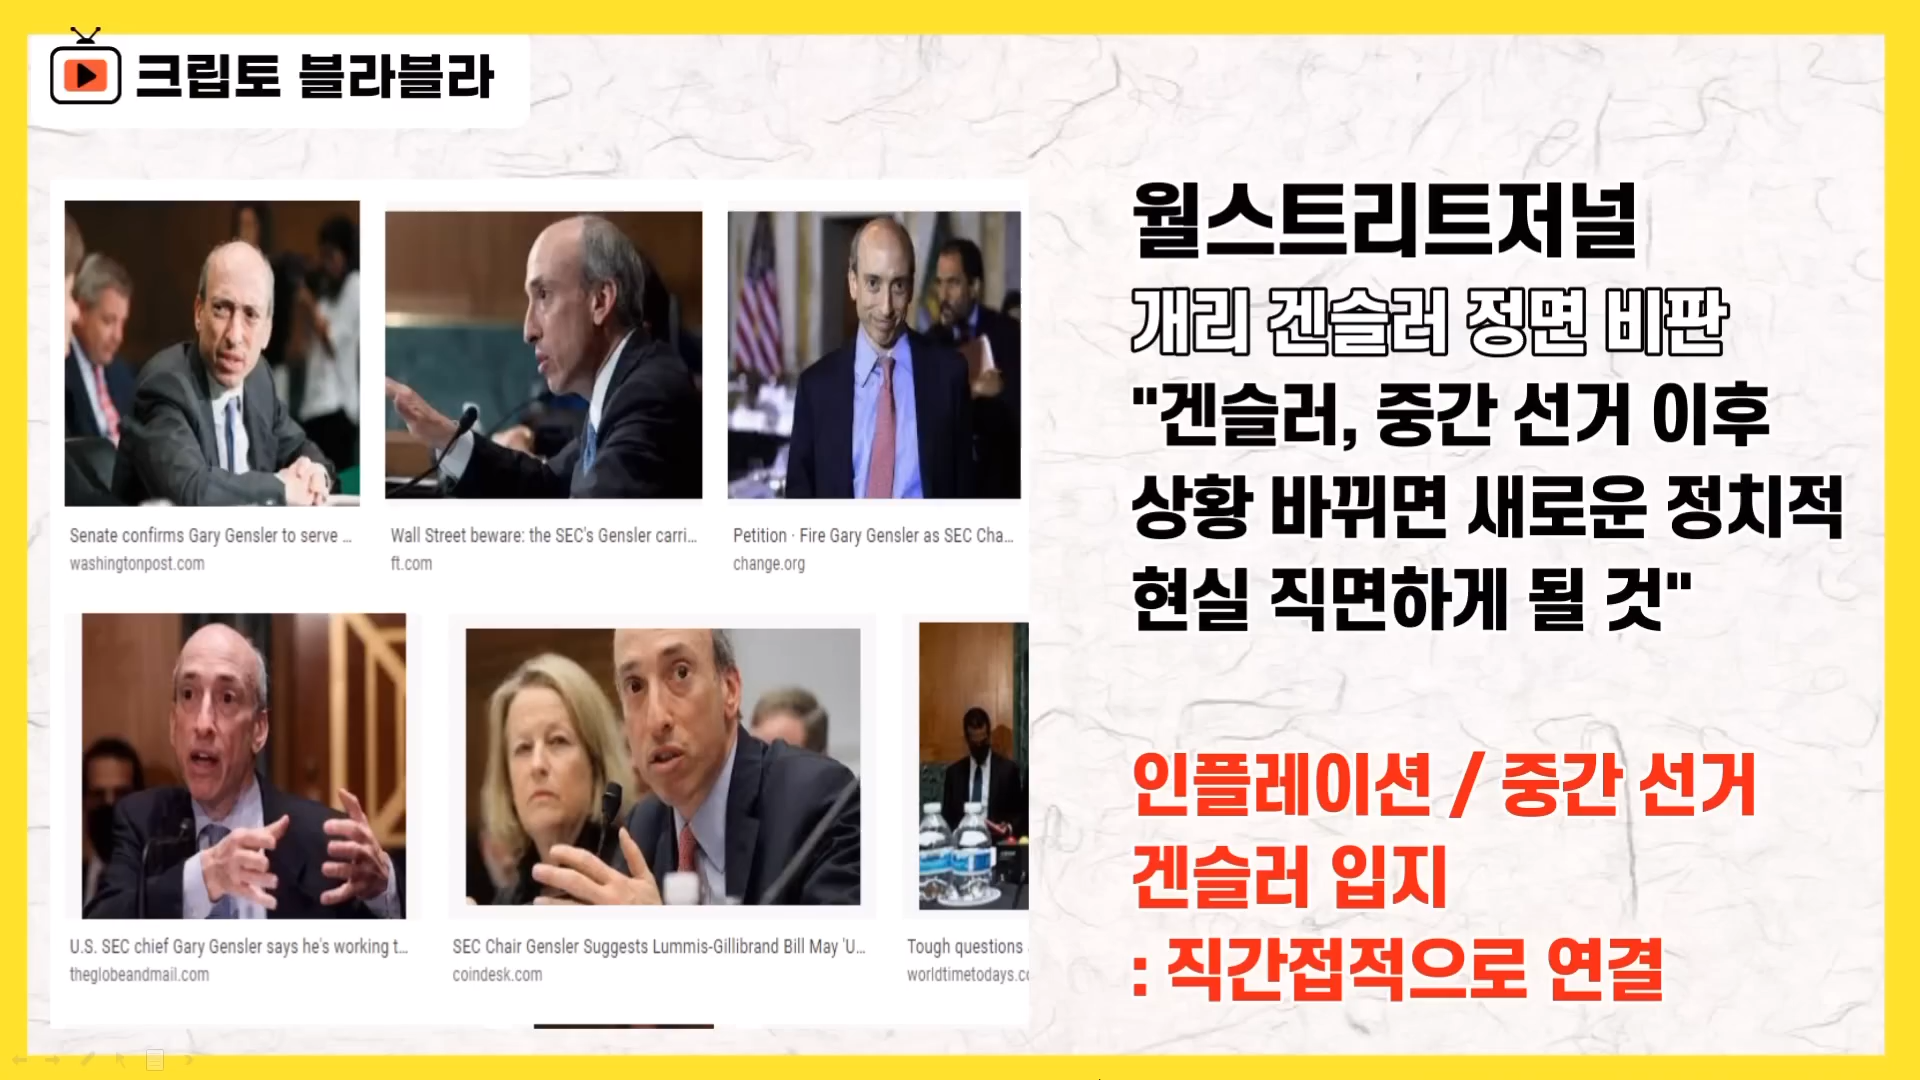 크립토 블라블라
월스트리트저널
개리 겐슬러 정면 비판
"겐슬러, 중간 선거 이후
상황 바뀌면 새로운 정치적
현실 직면하게 될 것"
인플레이션 / 중간 선거
겐슬러 입지
: 직간접적으로 연결
Senate confirms Gary Gensler to serve ...
washingtonpost.com
Wall Street beware: the SEC's Gensler carri...
ft.com
Petition · Fire Gary Gensler as SEC Cha...
change.org
U.S. SEC chief Gary Gensler says he's working t...
theglobeandmail.com
SEC Chair Gensler Suggests Lummis-Gillibrand Bill May 'U...
coindesk.com
Tough questions
worldtimetodays.co